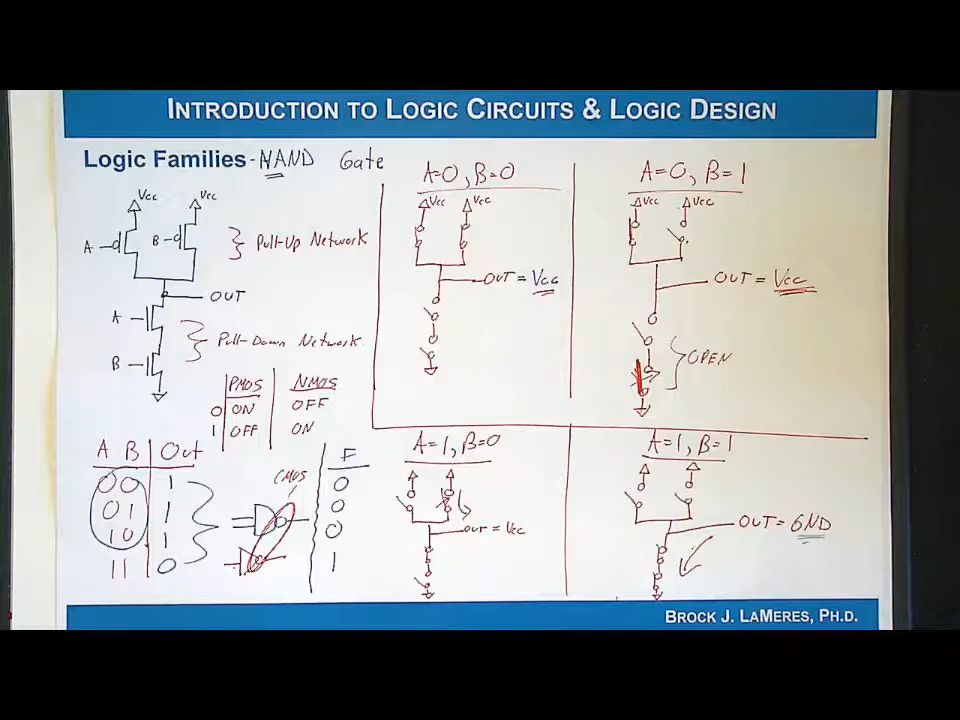 INTRODUCTION TO LOGIC CIRCUITS & LOGIC DESIGN
Logic Families - NAND Gate
Vcc Vcc
A B } Pull-Up Network
OUT
A
B } Pull-Down Network
PMOS NMOS
0 ON OFF
1 OFF ON
A B Out F
0 0 1 0
0 1 1 0
1 0 1 0
1 1 0 1
CMOS
A=0, B=0
Vcc Vcc
OUT = Vcc
A=0, B=1
Vcc Vcc
OUT = Vcc
OPEN
A=1, B=0
OUT = Vcc
A=1, B=1
OUT = GND
BROCK J. LAMERES, PH.D.